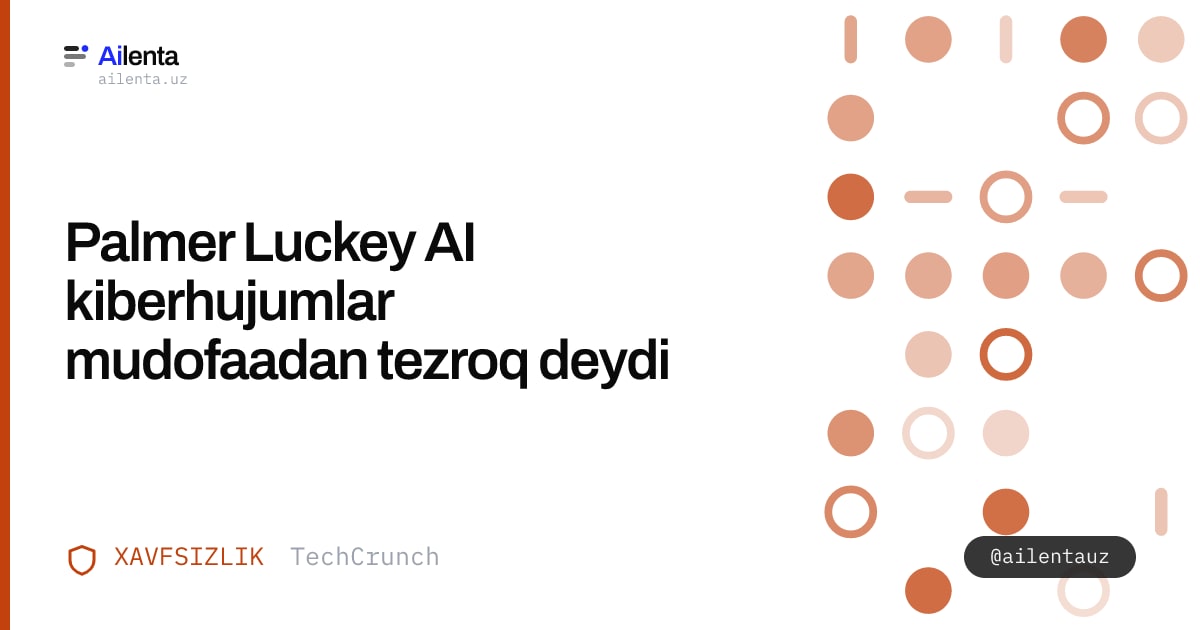 Ailenta
ailenta.uz
Palmer Luckey AI
kiberhujumlar
mudofaadan tezroq deydi
XAVFSIZLIK TechCrunch
@ailentauz